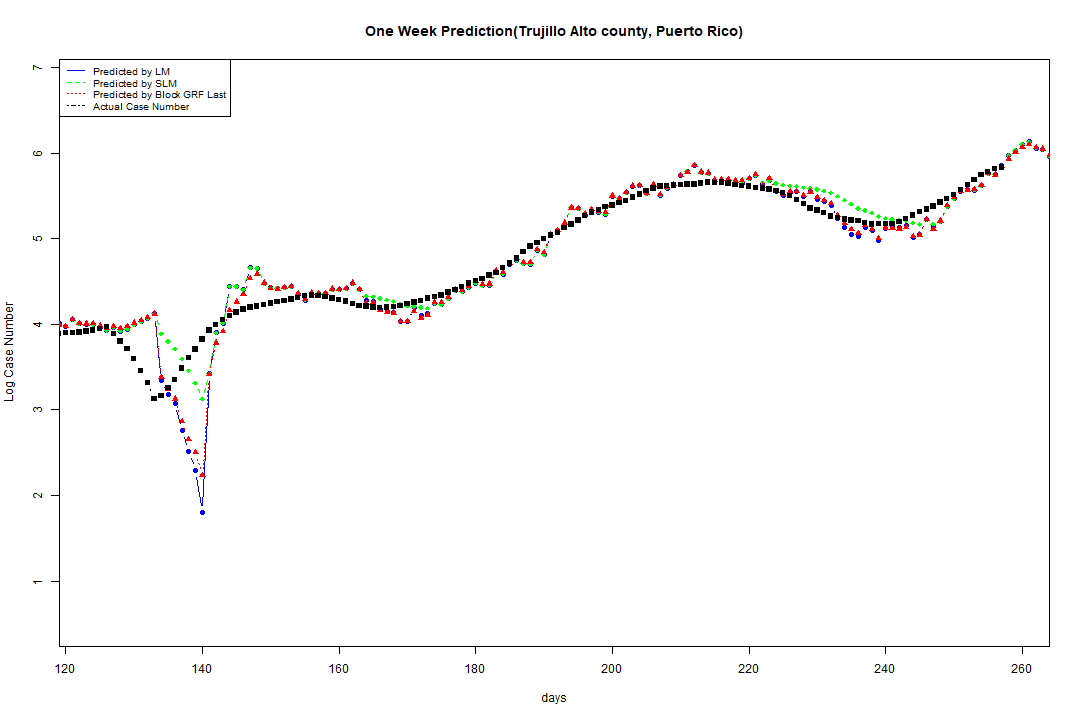 One Week Prediction(Trujillo Alto county, Puerto Rico)
Predicted by LM
Predicted by SLM
Predicted by Block GRF Last
Actual Case Number
Log Case Number
7
6
5
4
3
2
1
120 140 160 180 200 220 240 260
days